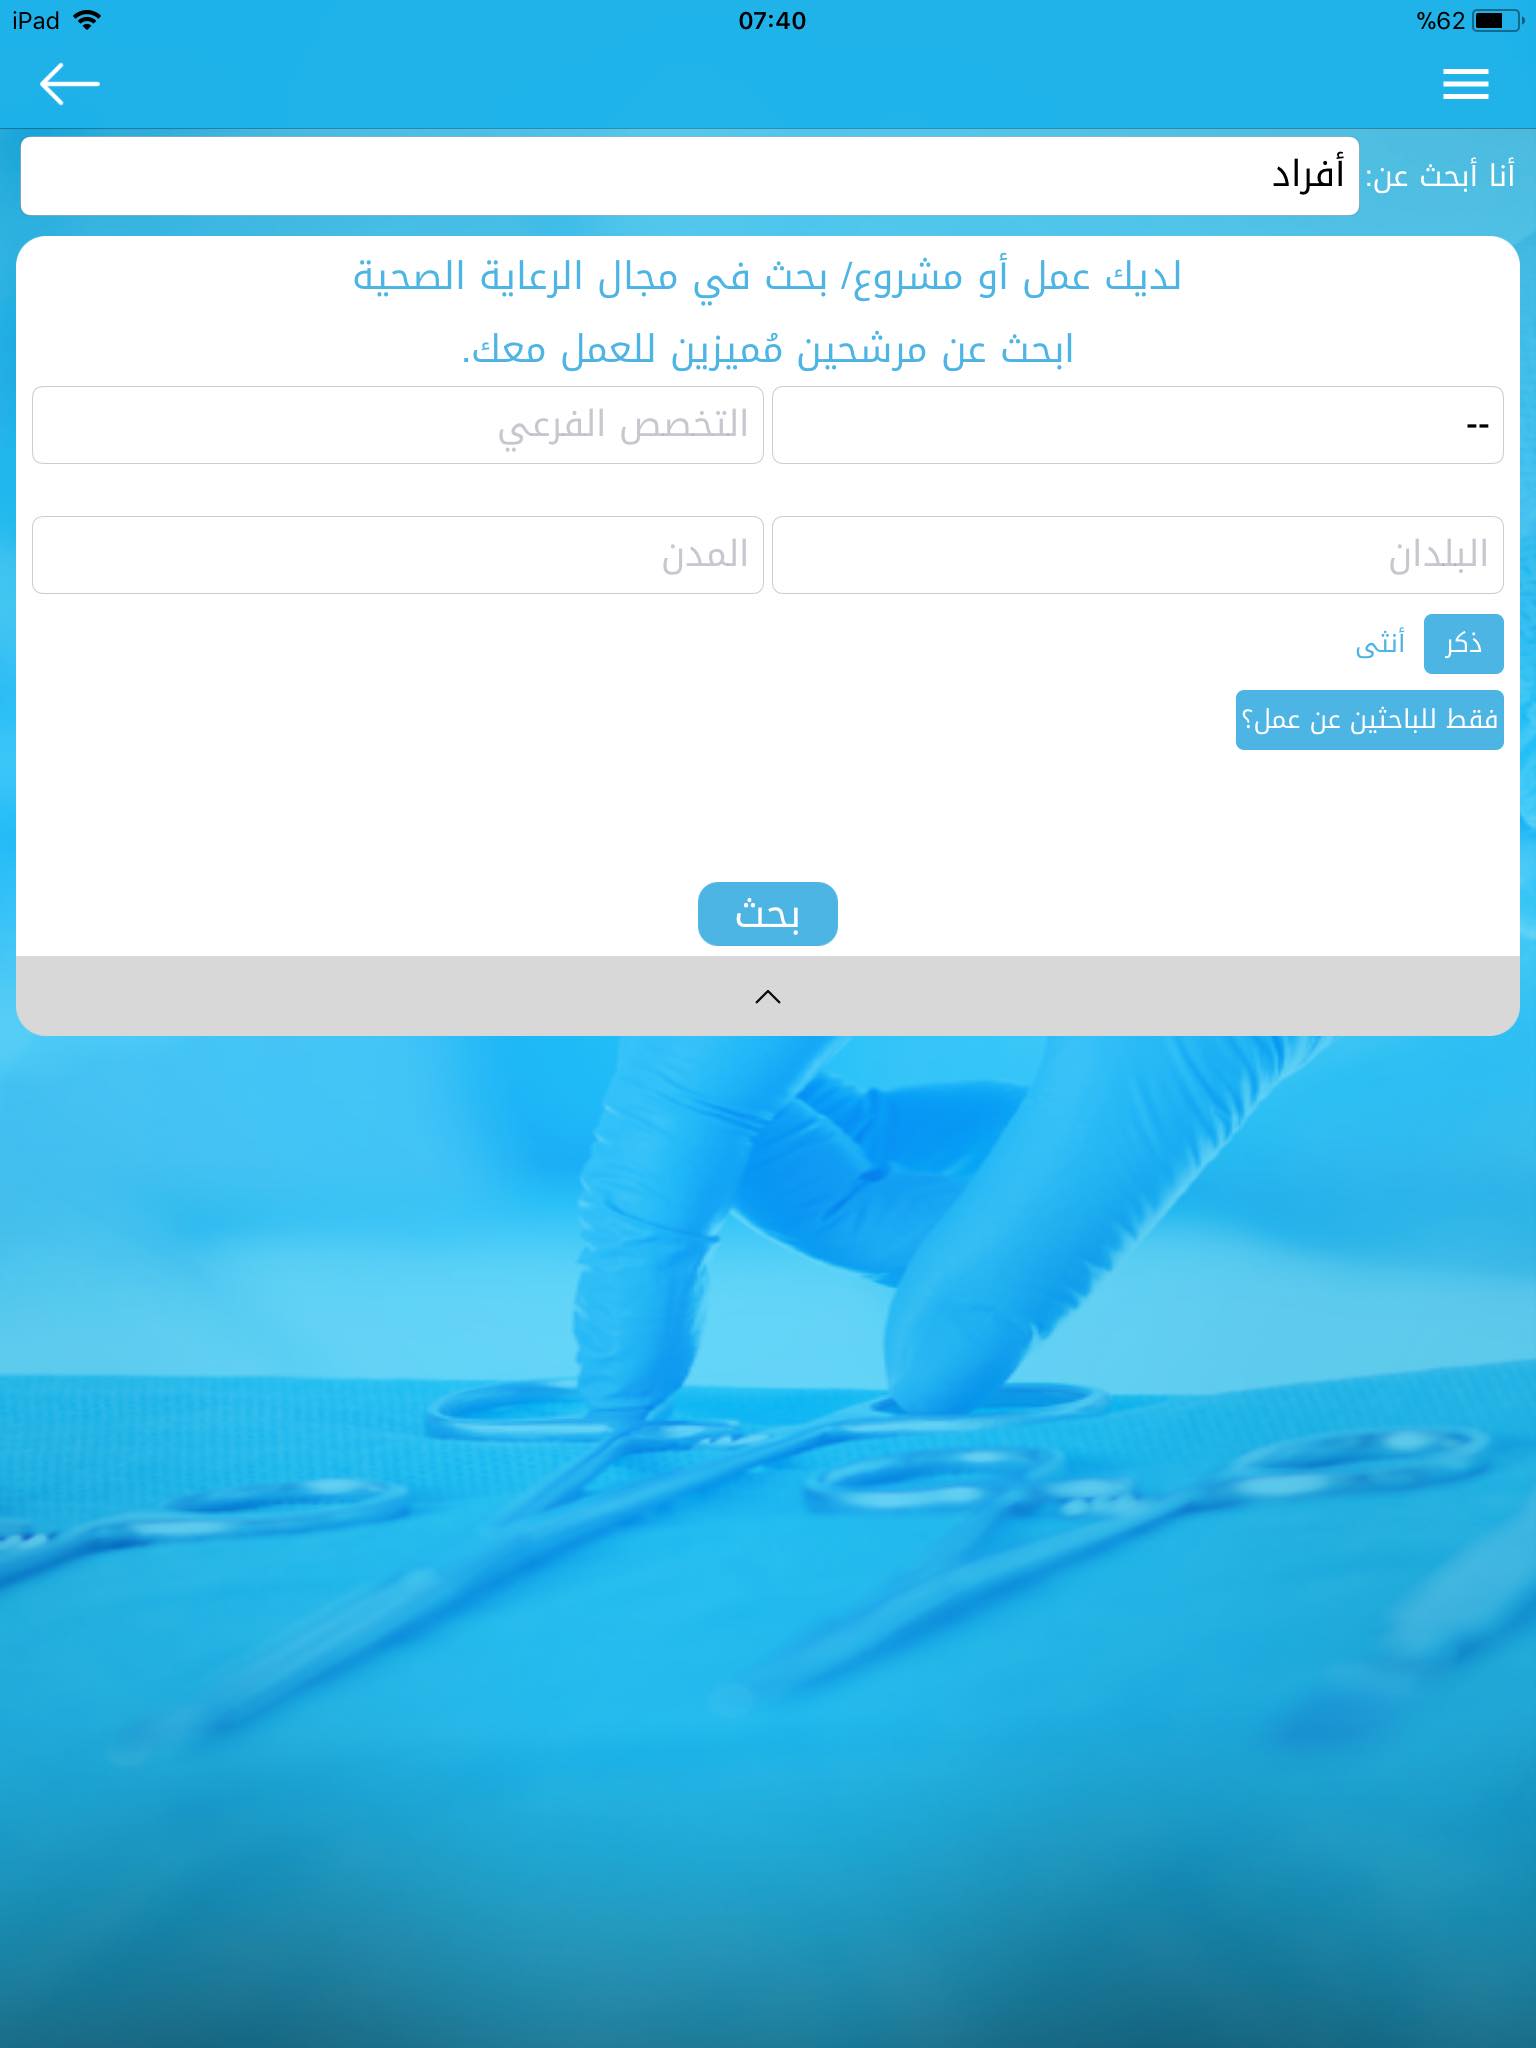 iPad 07:40 %62
أنا أبحث عن: أفراد
لديك عمل أو مشروع/ بحث في مجال الرعاية الصحية
ابحث عن مرشحين مُميزين للعمل معك.
-- التخصص الفرعي
البلدان المدن
ذكر أنثى
فقط للباحثين عن عمل؟
بحث